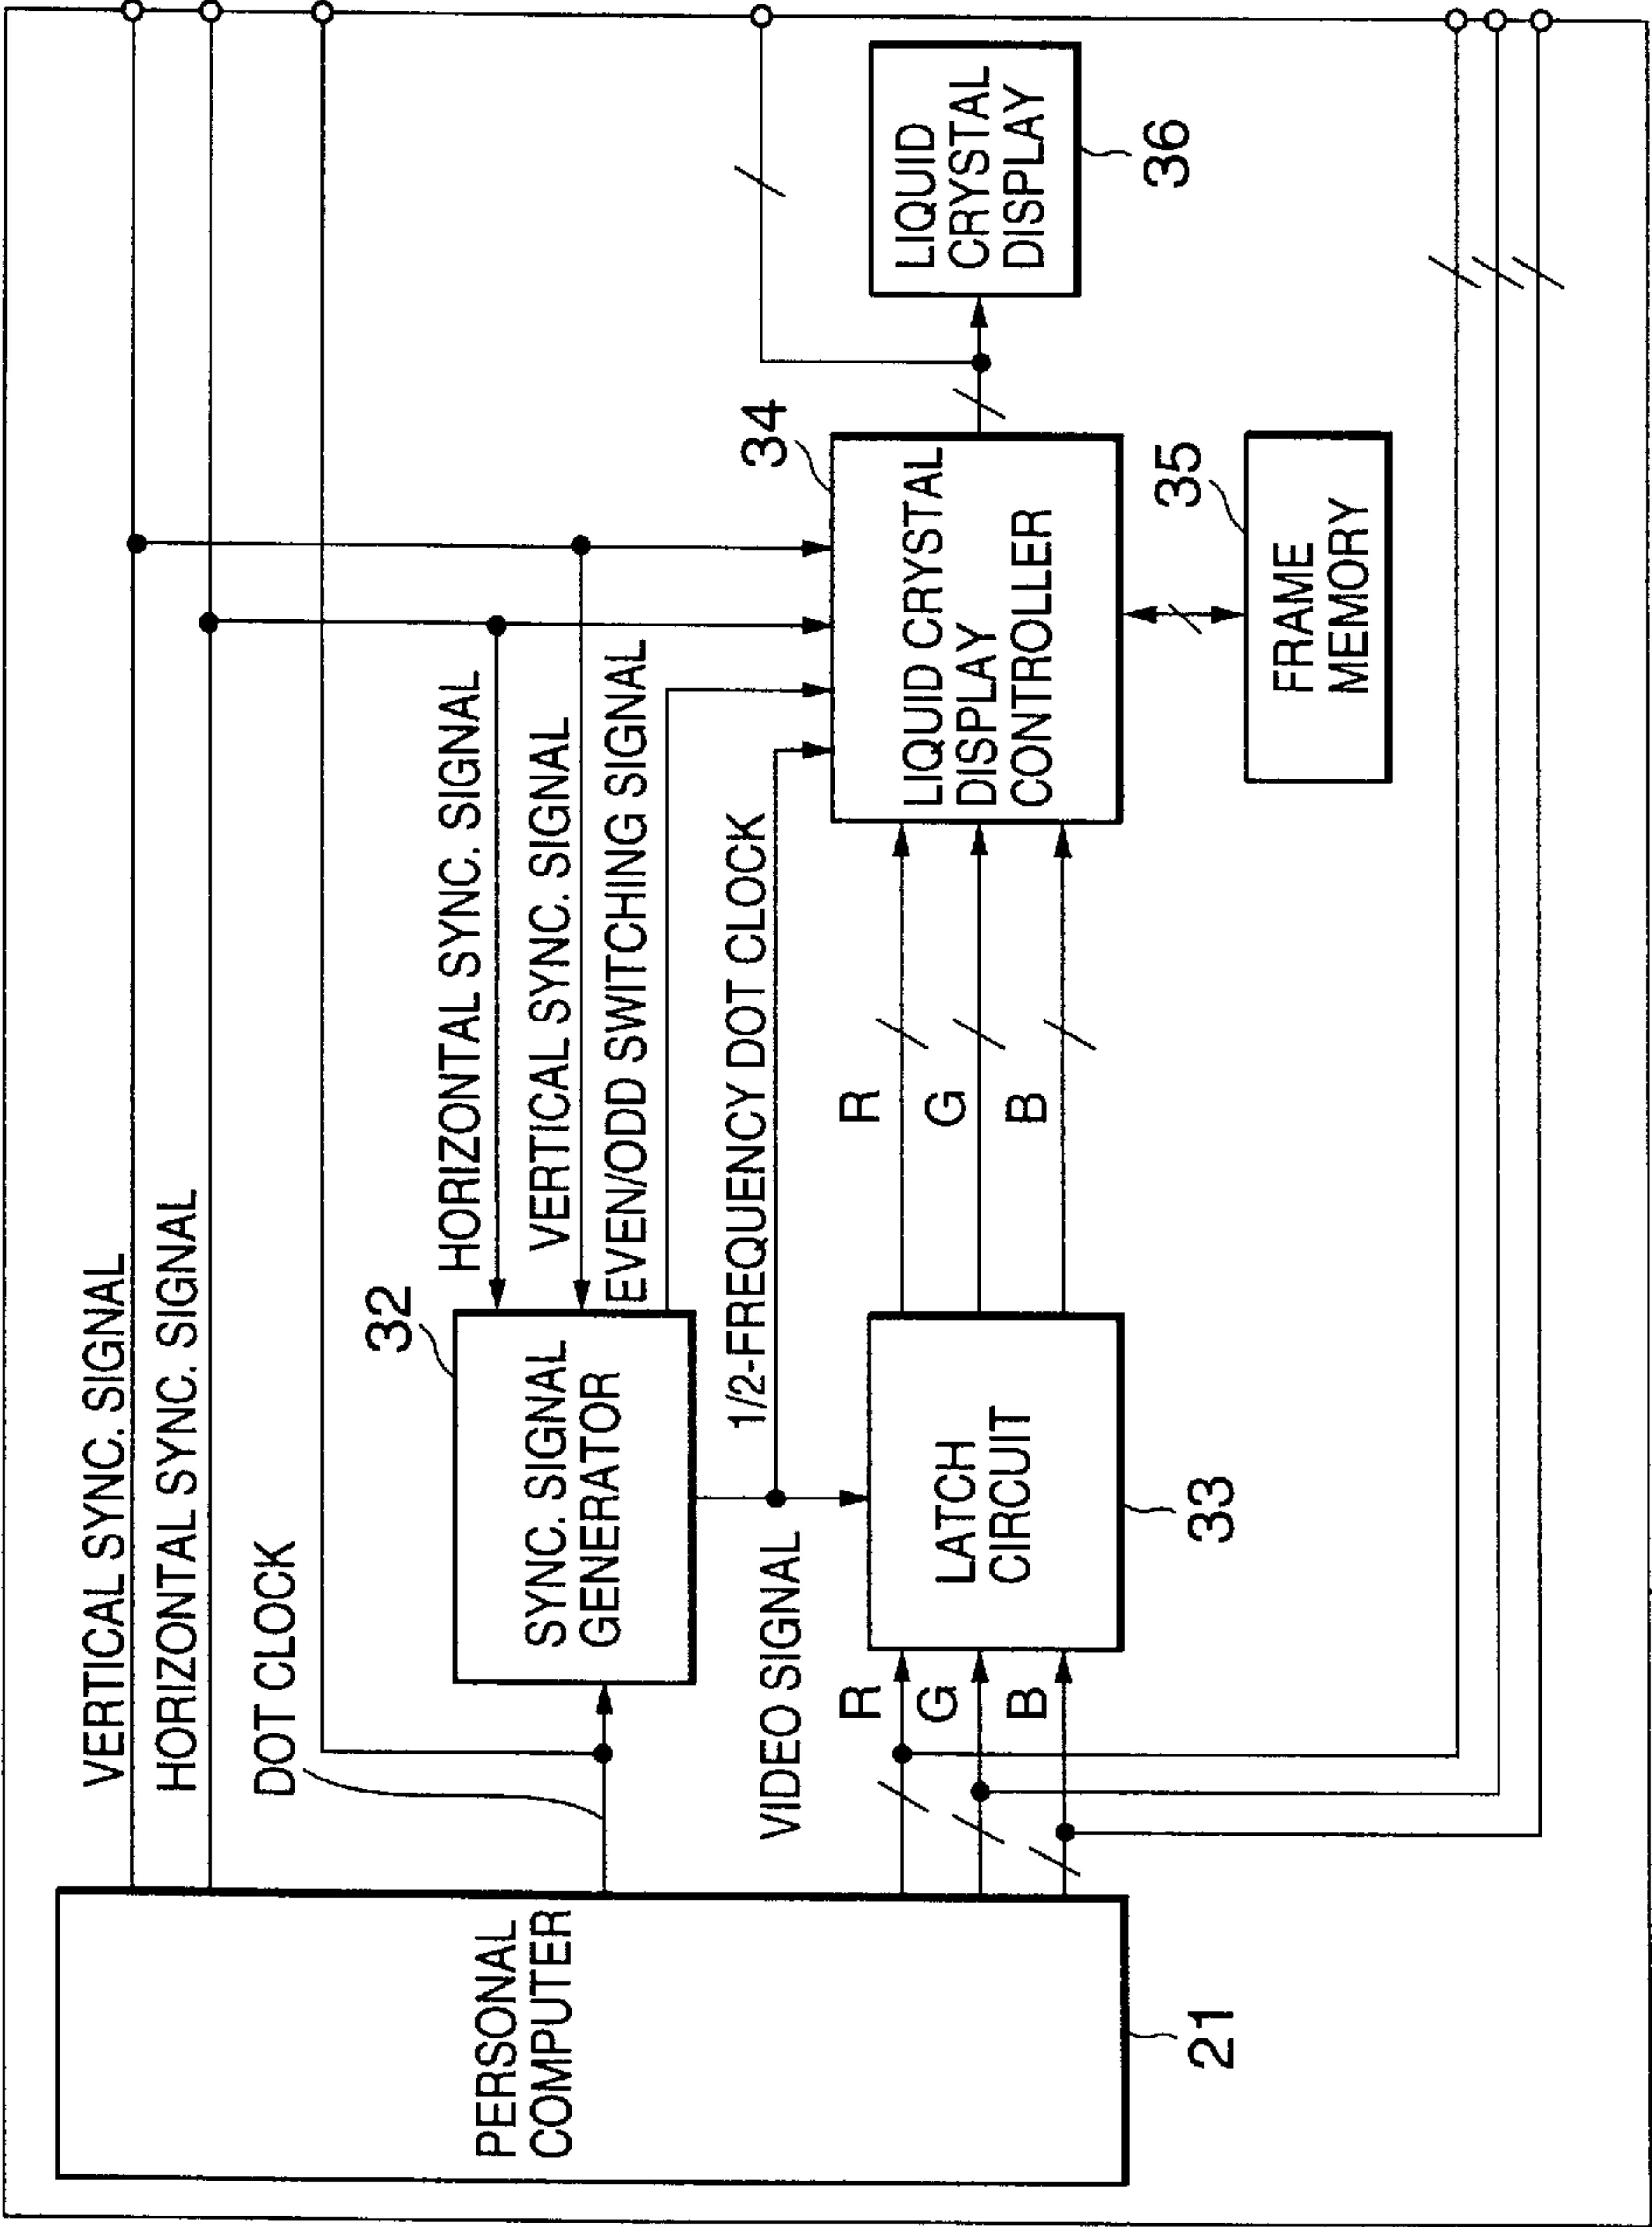 VERTICAL SYNC. SIGNAL
HORIZONTAL SYNC. SIGNAL
DOT CLOCK
32
SYNC. SIGNAL
GENERATOR
HORIZONTAL SYNC. SIGNAL
VERTICAL SYNC. SIGNAL
EVEN/ODD SWITCHING SIGNAL
1/2-FREQUENCY DOT CLOCK
PERSONAL
COMPUTER
21
VIDEO SIGNAL
R
G
B
LATCH
CIRCUIT
33
R
G
B
34
LIQUID CRYSTAL
DISPLAY
CONTROLLER
35
FRAME
MEMORY
LIQUID
CRYSTAL
DISPLAY
36